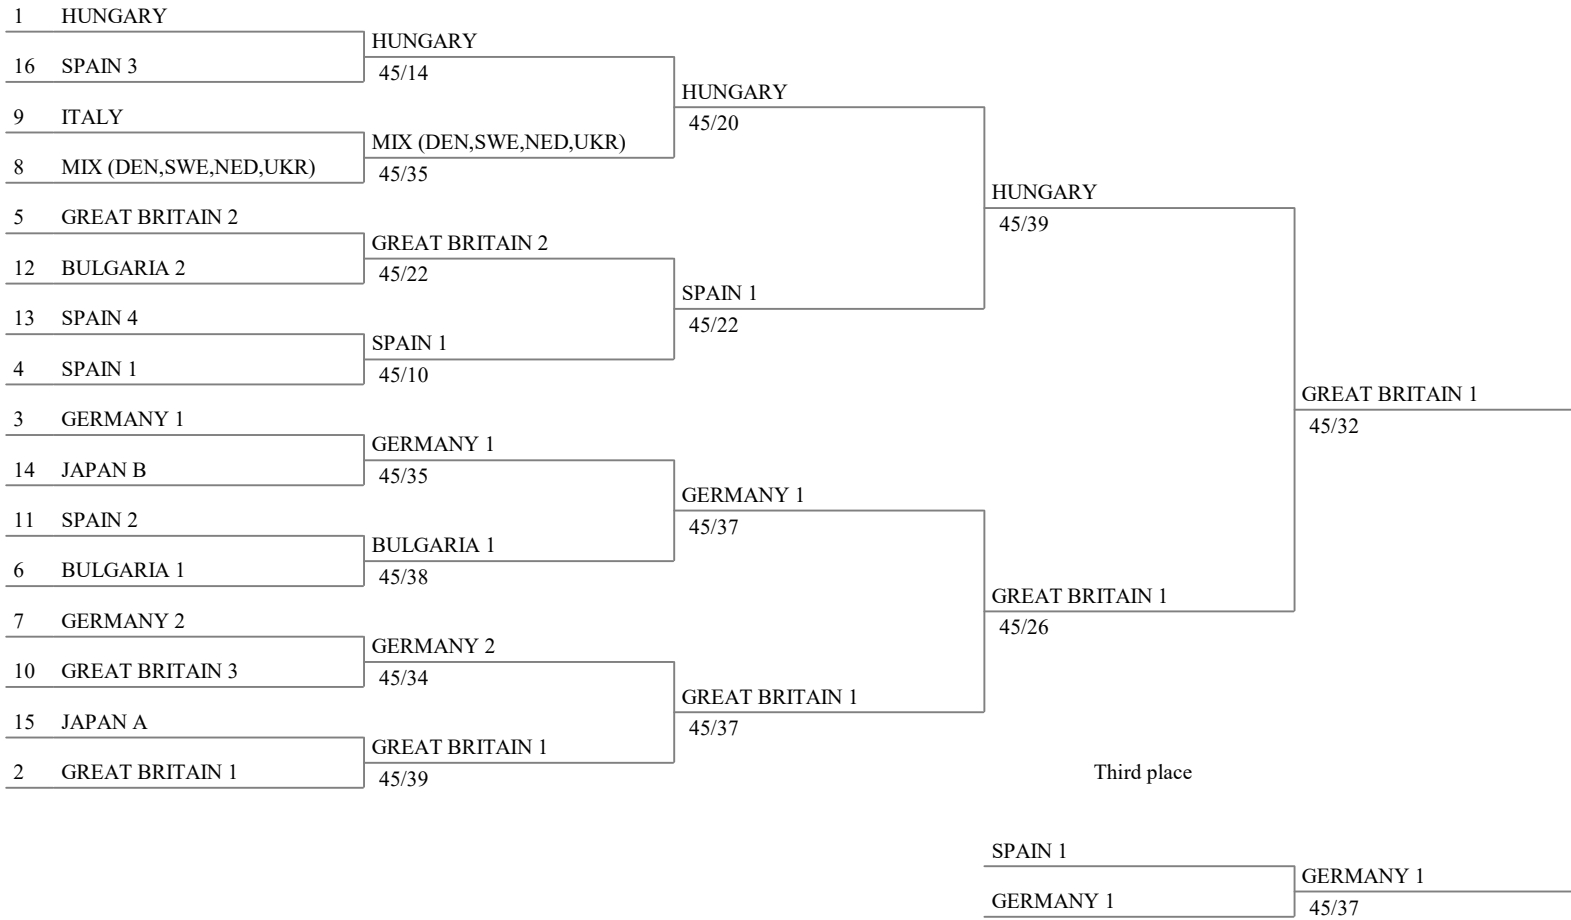 1 HUNGARY
16 SPAIN 3
9 ITALY
8 MIX (DEN,SWE,NED,UKR)
5 GREAT BRITAIN 2
12 BULGARIA 2
13 SPAIN 4
4 SPAIN 1
3 GERMANY 1
14 JAPAN B
11 SPAIN 2
6 BULGARIA 1
7 GERMANY 2
10 GREAT BRITAIN 3
15 JAPAN A
2 GREAT BRITAIN 1
HUNGARY
45/14
MIX (DEN,SWE,NED,UKR)
45/35
GREAT BRITAIN 2
45/22
SPAIN 1
45/10
GERMANY 1
45/35
BULGARIA 1
45/38
GERMANY 2
45/34
GREAT BRITAIN 1
45/39
HUNGARY
45/20
SPAIN 1
45/22
GERMANY 1
45/37
GREAT BRITAIN 1
45/37
HUNGARY
45/39
GREAT BRITAIN 1
45/26
GREAT BRITAIN 1
45/32
Third place
SPAIN 1
GERMANY 1
GERMANY 1
45/37